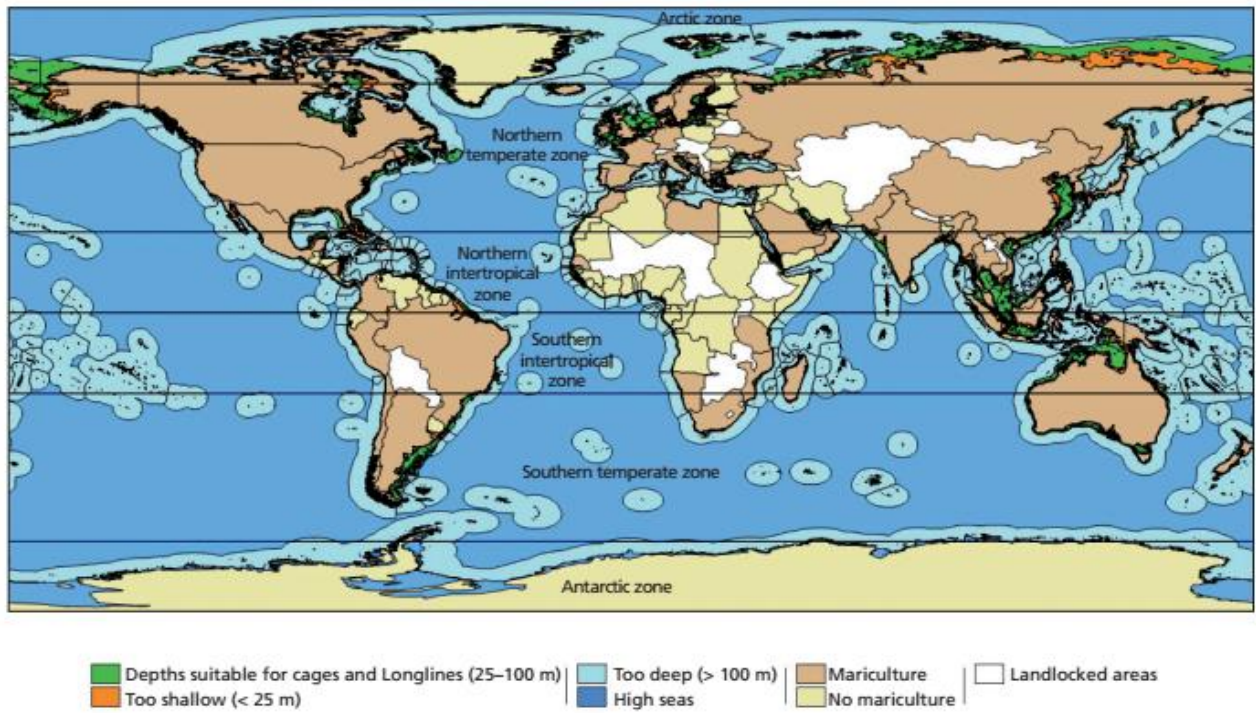 Arctic zone
Northern
temperate zone
Northern
intertropical
zone
Southern
intertropical
zone
Southern temperate zone
Antarctic zone
Depths suitable for cages and Longlines (25–100 m)
Too shallow (< 25 m)
Too deep (> 100 m)
High seas
Mariculture
No mariculture
Landlocked areas